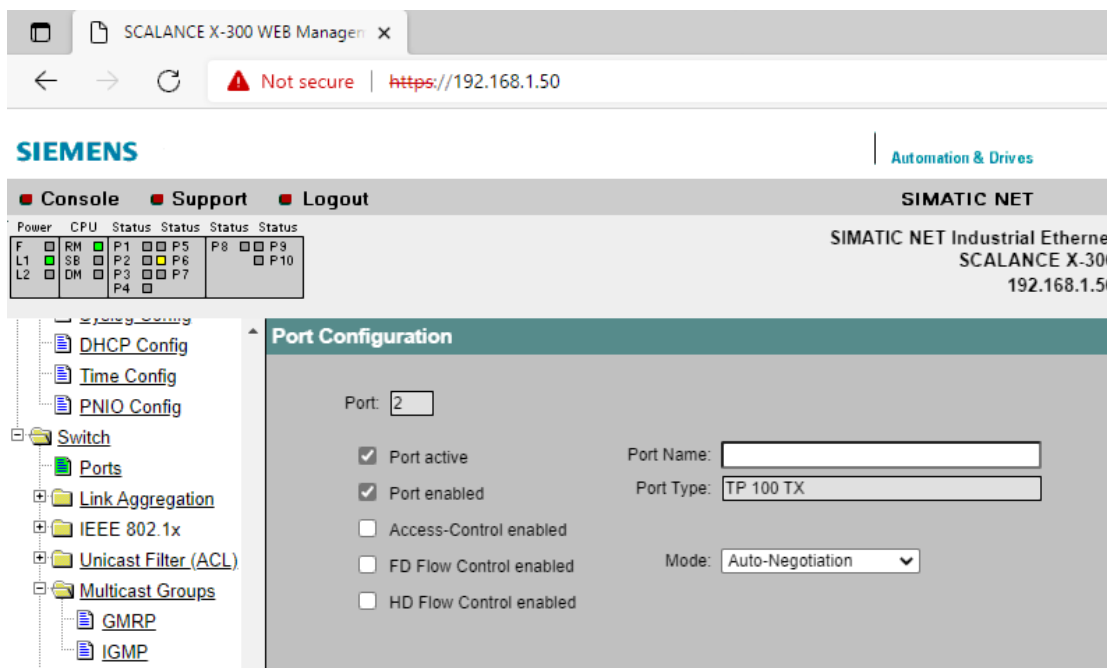 SCALANCE X-300 WEB Managem
Not secure | https://192.168.1.50
SIEMENS
Automation & Drives
Console Support Logout SIMATIC NET
Power CPU Status Status Status Status
F RM P1 P5 P8 P9
L1 SB P2 P6 P10
L2 DM P3 P7
P4
SIMATIC NET Industrial Etherne
SCALANCE X-30
192.168.1.5
Syslog Config
DHCP Config
Time Config
PNIO Config
Switch
Ports
Link Aggregation
IEEE 802.1x
Unicast Filter (ACL)
Multicast Groups
GMRP
IGMP
Port Configuration
Port: 2
Port active
Port Name:
Port enabled
Port Type: TP 100 TX
Access-Control enabled
FD Flow Control enabled
Mode: Auto-Negotiation
HD Flow Control enabled